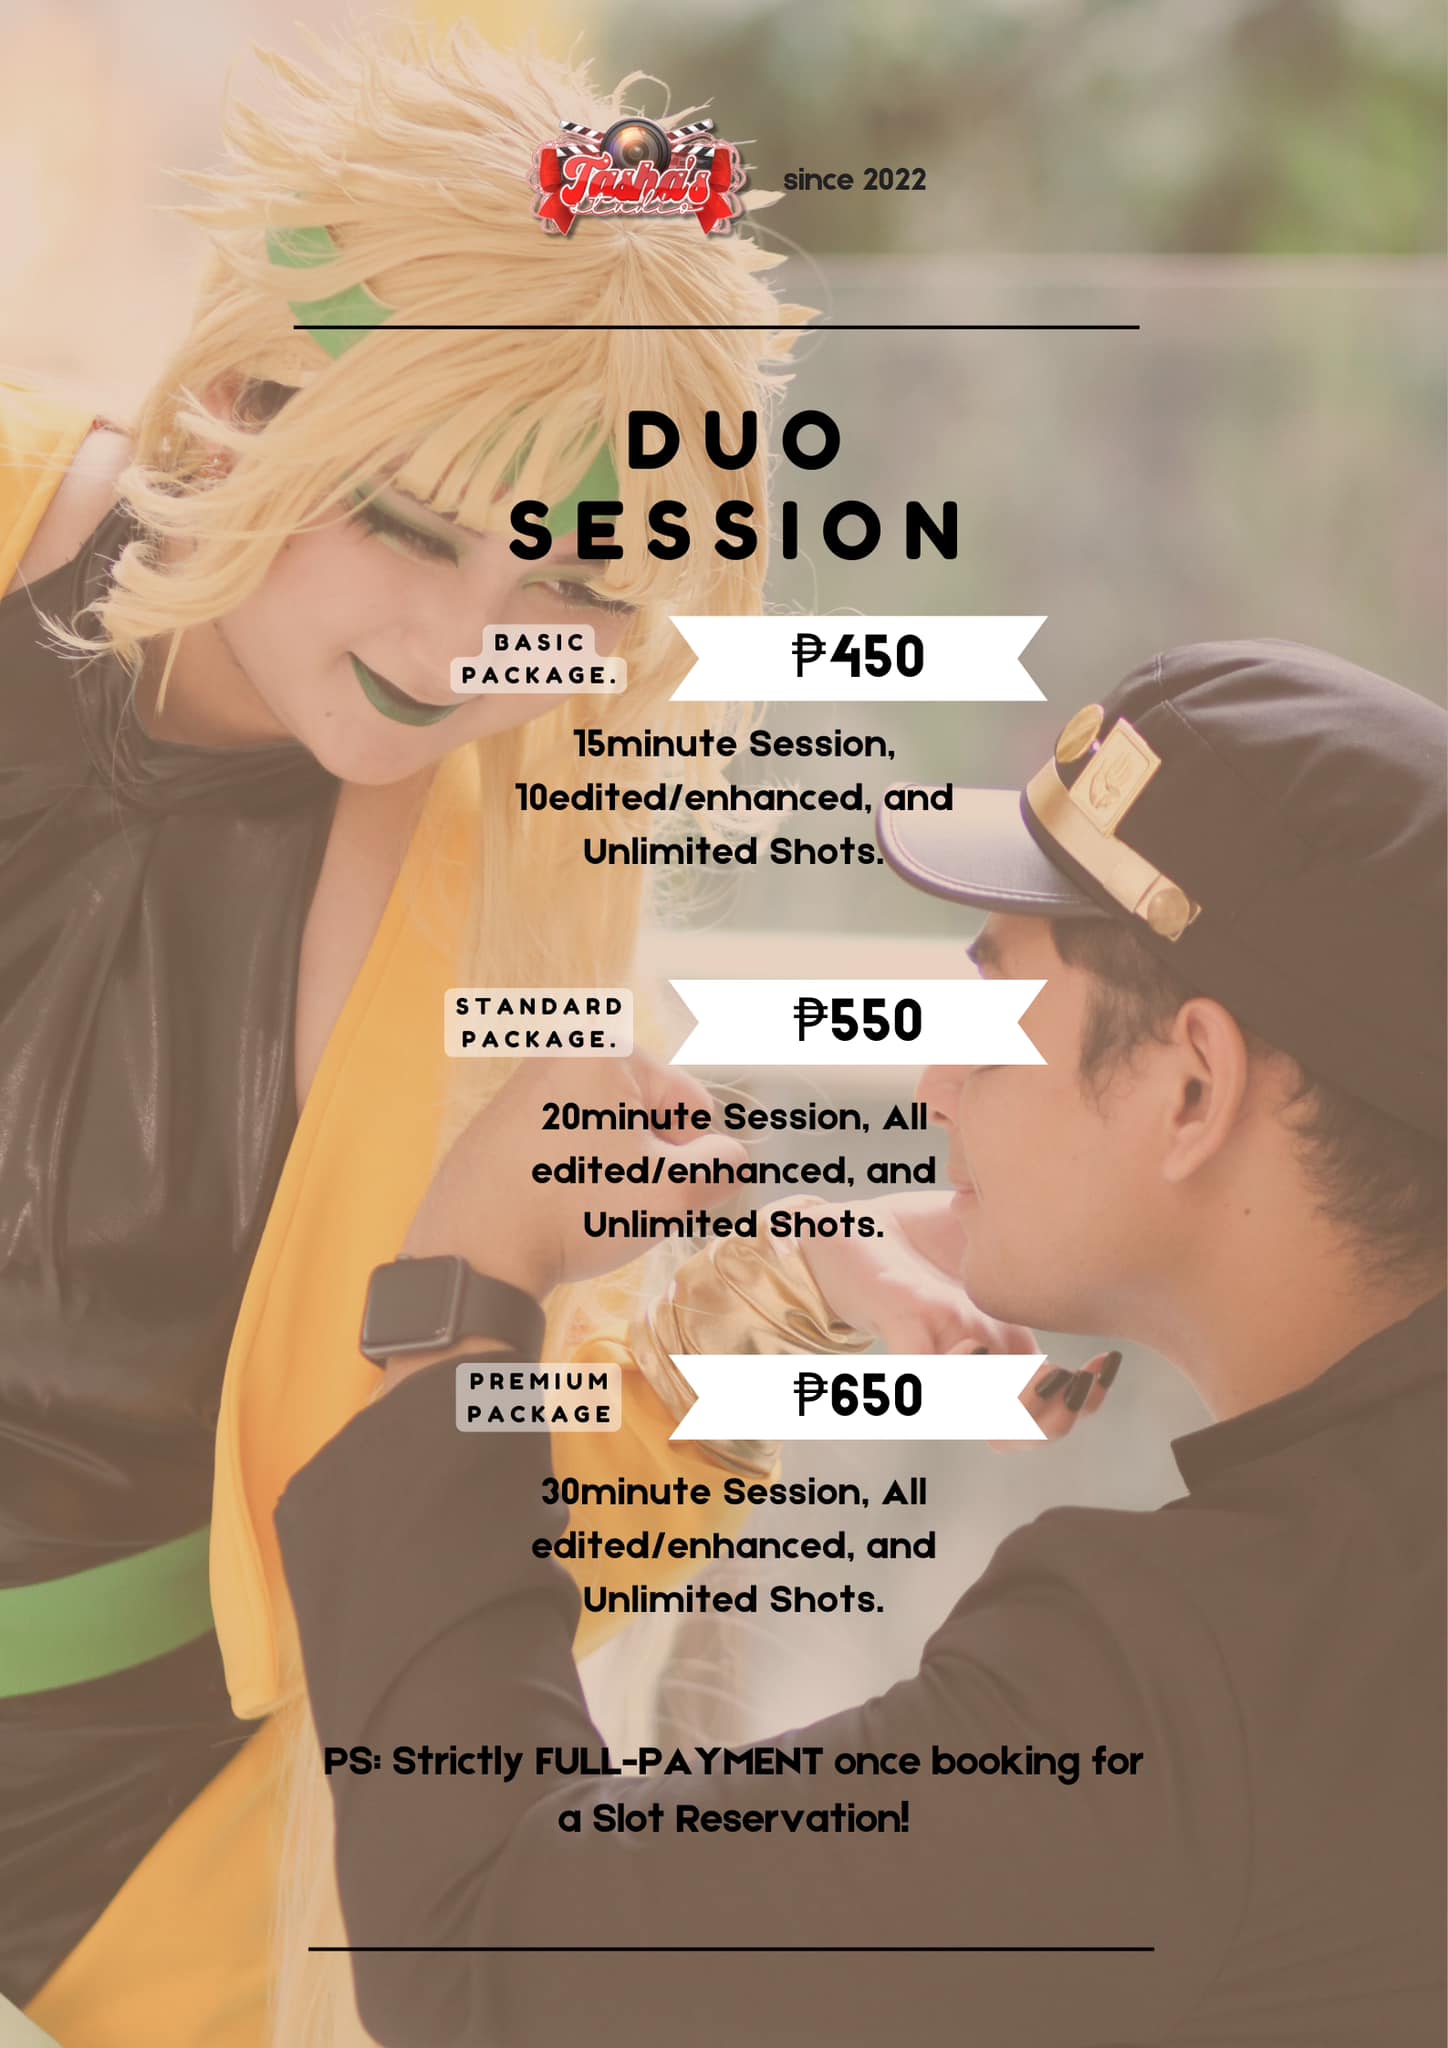 Tasha's
studio
since 2022
DUO
SESSION
BASIC
PACKAGE.
₱450
15minute Session,
10edited/enhanced, and
Unlimited Shots.
STANDARD
PACKAGE.
₱550
20minute Session, All
edited/enhanced, and
Unlimited Shots.
PREMIUM
PACKAGE
₱650
30minute Session, All
edited/enhanced, and
Unlimited Shots.
PS: Strictly FULL-PAYMENT once booking for
a Slot Reservation!